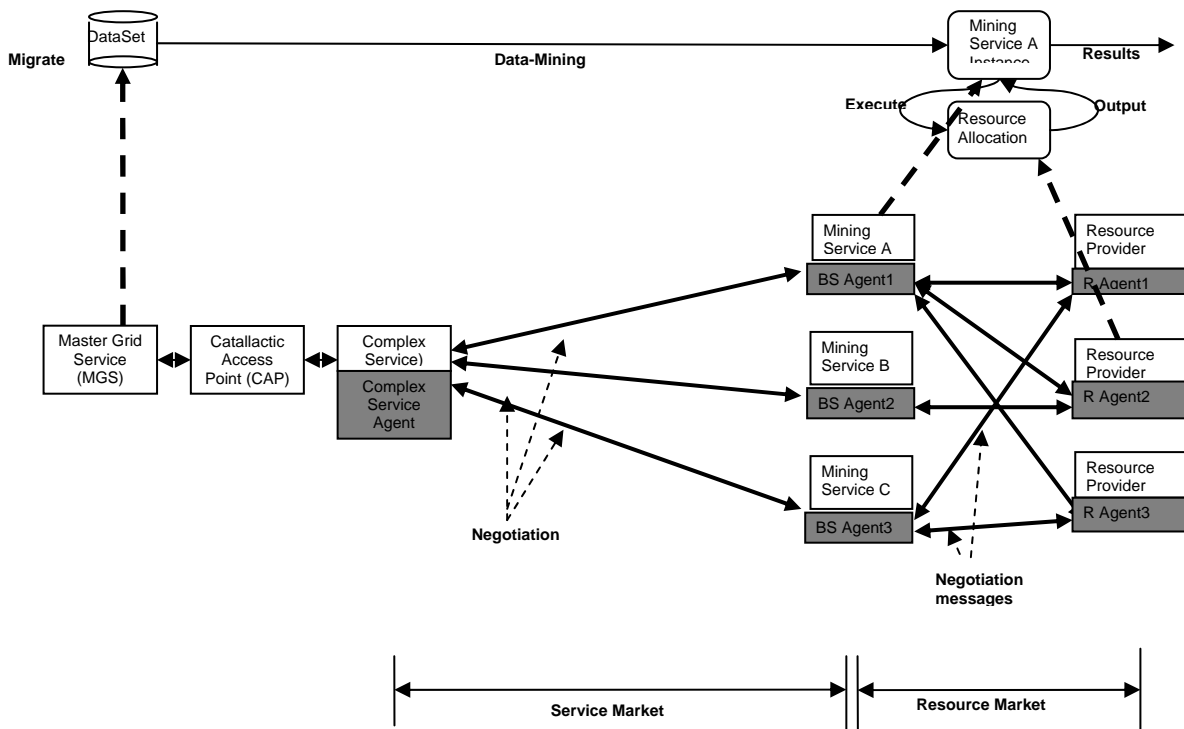 DataSet
Migrate
Data-Mining
Mining
Service A
Instance
Results
Execute
Output
Resource
Allocation
Mining
Service A
BS Agent1
Resource
Provider
R Agent1
Master Grid
Service
(MGS)
Catallactic
Access
Point (CAP)
Complex
Service)
Complex
Service
Agent
Mining
Service B
BS Agent2
Resource
Provider
R Agent2
Mining
Service C
BS Agent3
Resource
Provider
R Agent3
Negotiation
Negotiation
messages
Service Market
Resource Market